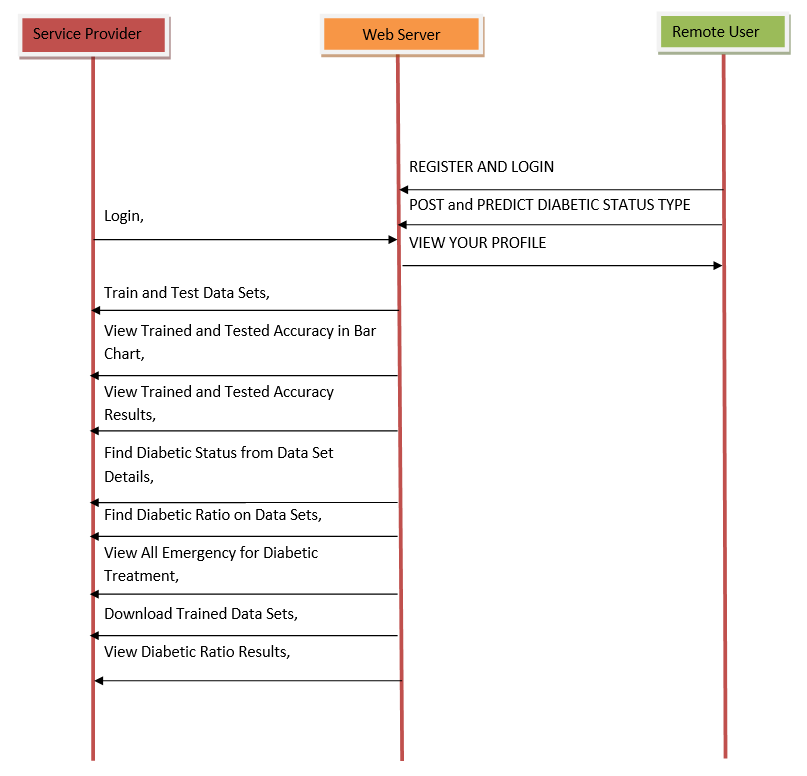 Service Provider
Web Server
Remote User
REGISTER AND LOGIN
POST and PREDICT DIABETIC STATUS TYPE
Login,
VIEW YOUR PROFILE
Train and Test Data Sets,
View Trained and Tested Accuracy in Bar
Chart,
View Trained and Tested Accuracy
Results,
Find Diabetic Status from Data Set
Details,
Find Diabetic Ratio on Data Sets,
View All Emergency for Diabetic
Treatment,
Download Trained Data Sets,
View Diabetic Ratio Results,